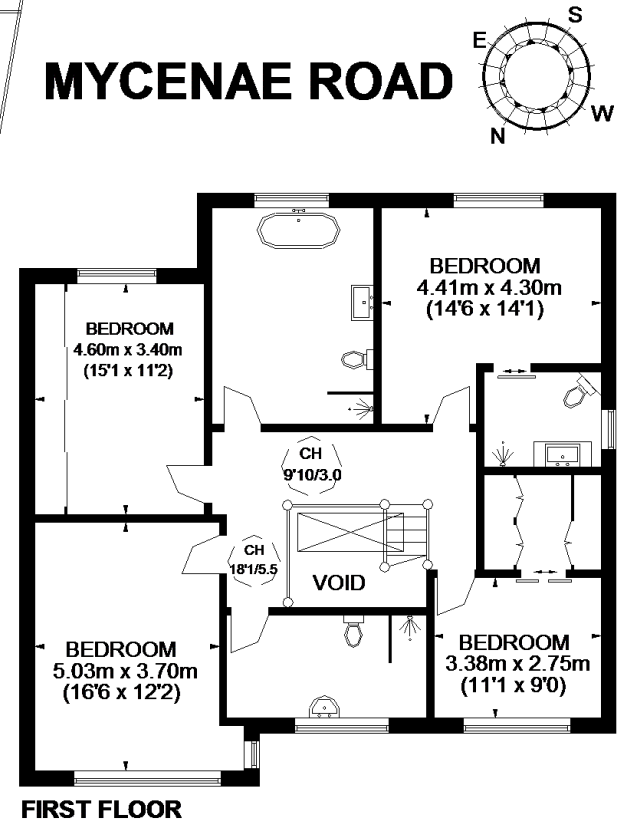 MYCENAE ROAD
S
E
W
N
BEDROOM
4.41m x 4.30m
(14'6 x 14'1)
BEDROOM
4.60m x 3.40m
(15'1 x 11'2)
CH
9'10/3.0
CH
18'1/5.5
VOID
BEDROOM
5.03m x 3.70m
(16'6 x 12'2)
BEDROOM
3.38m x 2.75m
(11'1 x 9'0)
FIRST FLOOR